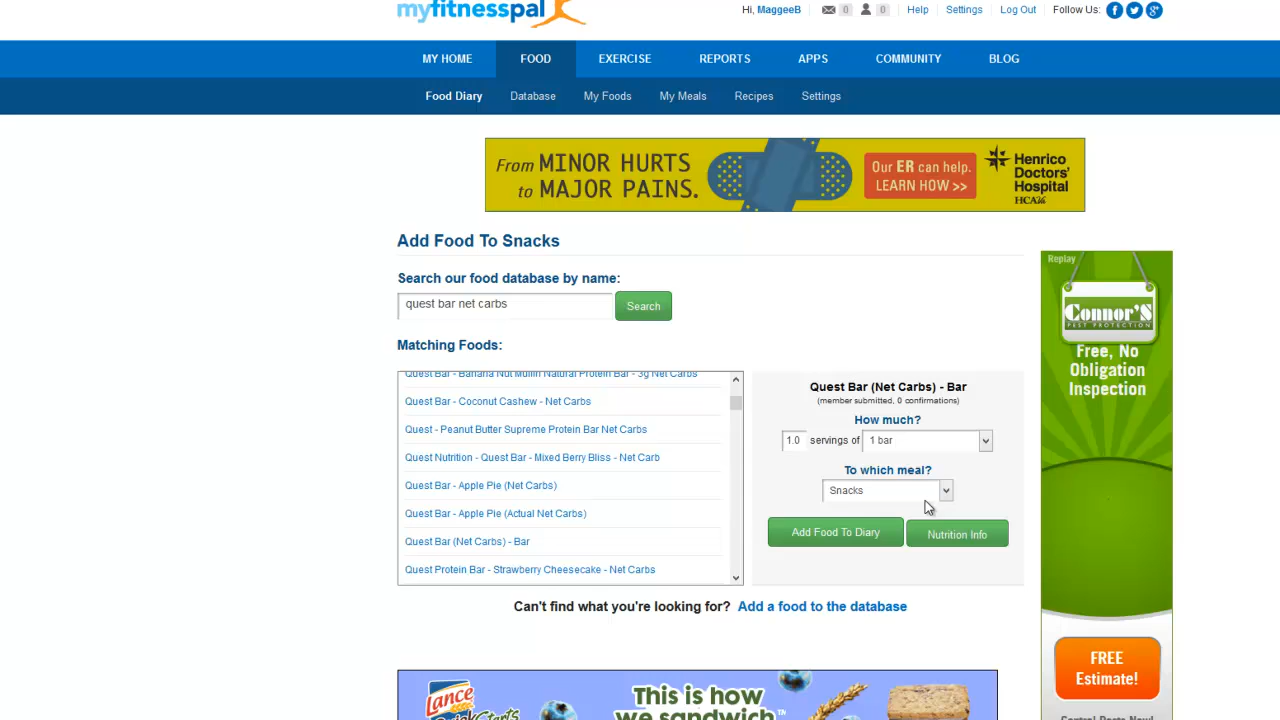 myfitnesspal
Hi, MaggeeB 0 0 Help Settings Log Out Follow Us:
MY HOME FOOD EXERCISE REPORTS APPS COMMUNITY BLOG
Food Diary Database My Foods My Meals Recipes Settings
From MINOR HURTS
to MAJOR PAINS.
Our ER can help.
LEARN HOW >>
Henrico
Doctors'
Hospital
HCA
Add Food To Snacks
Search our food database by name:
quest bar net carbs Search
Matching Foods:
Quest Bar - Banana Nut Muffin Natural Protein Bar - 3g Net Carbs
Quest Bar - Coconut Cashew - Net Carbs
Quest - Peanut Butter Supreme Protein Bar Net Carbs
Quest Nutrition - Quest Bar - Mixed Berry Bliss - Net Carb
Quest Bar - Apple Pie (Net Carbs)
Quest Bar - Apple Pie (Actual Net Carbs)
Quest Bar (Net Carbs) - Bar
Quest Protein Bar - Strawberry Cheesecake - Net Carbs
Quest Bar (Net Carbs) - Bar
(member submitted, 0 confirmations)
How much?
1.0 servings of 1 bar
To which meal?
Snacks
Add Food To Diary Nutrition Info
Can't find what you're looking for? Add a food to the database
Replay
Connor's
PEST PROTECTION
Free, No
Obligation
Inspection
FREE
Estimate!
Lance
QuickStarts
This is how
we sandwich